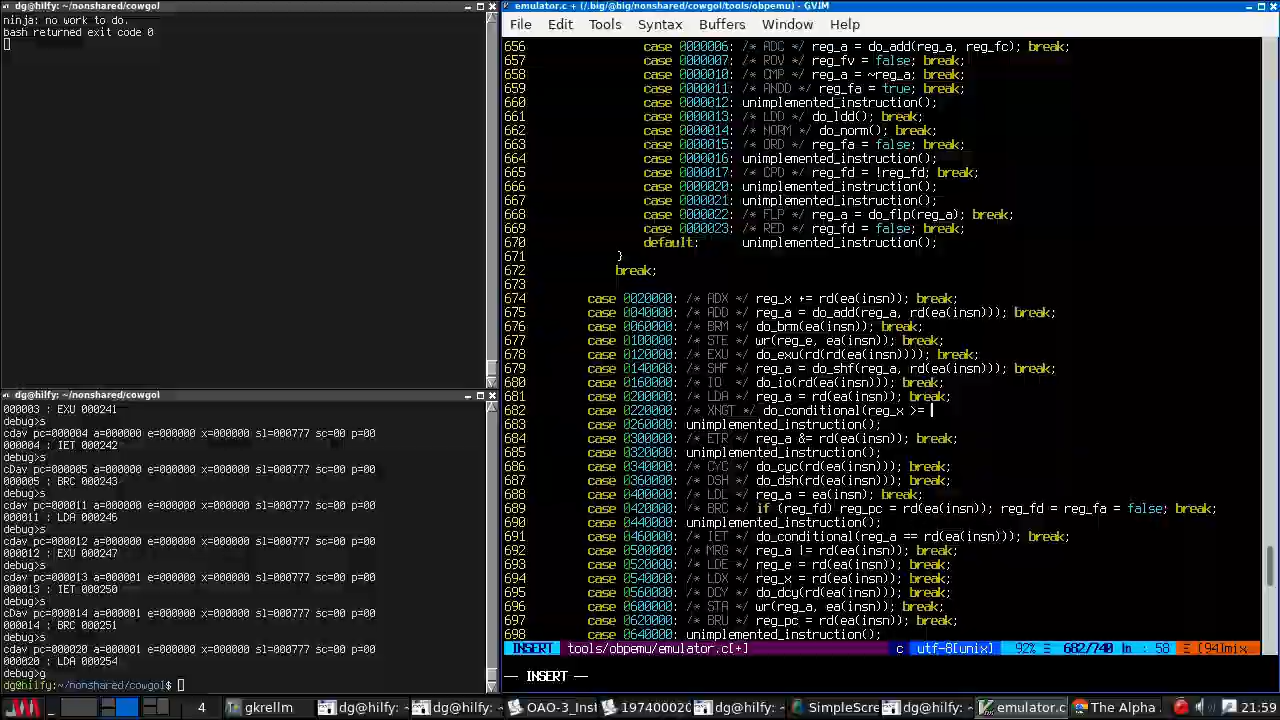 dg@hilfy: ~/nonshared/cowgol
ninja: no work to do.
bash returned exit code 0
dg@hilfy: ~/nonshared/cowgol
000003 : EXU 000241
debug>s
cdav pc=000004 a=000000 e=000000 x=000000 sl=000777 sc=00 p=00
000004 : IET 000242
debug>s
cDav pc=000005 a=000000 e=000000 x=000000 sl=000777 sc=00 p=00
000005 : BRC 000243
debug>s
cdav pc=000011 a=000000 e=000000 x=000000 sl=000777 sc=00 p=00
000011 : LDA 000246
debug>s
cdav pc=000012 a=000001 e=000000 x=000000 sl=000777 sc=00 p=00
000012 : EXU 000247
debug>s
cdav pc=000013 a=000001 e=000000 x=000000 sl=000777 sc=00 p=00
000013 : IET 000250
debug>s
cDav pc=000014 a=000001 e=000000 x=000000 sl=000777 sc=00 p=00
000014 : BRC 000251
debug>s
cdav pc=000020 a=000001 e=000000 x=000000 sl=000777 sc=00 p=00
000020 : LDA 000254
debug>g
dg@hilfy:~/nonshared/cowgol$
emulator.c + (/.big/@big/nonshared/cowgol/tools/obpemu) - GVIM
File Edit Tools Syntax Buffers Window Help
656 case 0000006: /* ADC */ reg_a = do_add(reg_a, reg_fc); break;
657 case 0000007: /* ROV */ reg_fv = false; break;
658 case 0000010: /* CMP */ reg_a = ~reg_a; break;
659 case 0000011: /* ANDD */ reg_fa = true; break;
660 case 0000012: unimplemented_instruction();
661 case 0000013: /* LDD */ do_ldd(); break;
662 case 0000014: /* NORM */ do_norm(); break;
663 case 0000015: /* ORD */ reg_fa = false; break;
664 case 0000016: unimplemented_instruction();
665 case 0000017: /* CPD */ reg_fd = !reg_fd; break;
666 case 0000020: unimplemented_instruction();
667 case 0000021: unimplemented_instruction();
668 case 0000022: /* FLP */ reg_a = do_flp(reg_a); break;
669 case 0000023: /* RED */ reg_fd = false; break;
670 default: unimplemented_instruction();
671 }
672 break;
673
674 case 0020000: /* ADX */ reg_x += rd(ea(insn)); break;
675 case 0040000: /* ADD */ reg_a = do_add(reg_a, rd(ea(insn))); break;
676 case 0060000: /* BRM */ do_brm(ea(insn)); break;
677 case 0100000: /* STE */ wr(reg_e, ea(insn)); break;
678 case 0120000: /* EXU */ do_exu(rd(rd(ea(insn)))); break;
679 case 0140000: /* SHF */ reg_a = do_shf(reg_a, rd(ea(insn))); break;
680 case 0160000: /* IO */ do_io(rd(ea(insn))); break;
681 case 0200000: /* LDA */ reg_a = rd(ea(insn)); break;
682 case 0220000: /* XNGT */ do_conditional(reg_x >=
683 case 0260000: unimplemented_instruction();
684 case 0300000: /* ETR */ reg_a &= rd(ea(insn)); break;
685 case 0320000: unimplemented_instruction();
686 case 0340000: /* CYC */ do_cyc(rd(ea(insn))); break;
687 case 0360000: /* DSH */ do_dsh(rd(ea(insn))); break;
688 case 0400000: /* LDL */ reg_a = ea(insn); break;
689 case 0420000: /* BRC */ if (reg_fd) reg_pc = rd(ea(insn)); reg_fd = reg_fa = false; break;
690 case 0440000: unimplemented_instruction();
691 case 0460000: /* IET */ do_conditional(reg_a == rd(ea(insn))); break;
692 case 0500000: /* MRG */ reg_a |= rd(ea(insn)); break;
693 case 0520000: /* LDE */ reg_e = rd(ea(insn)); break;
694 case 0540000: /* LDX */ reg_x = rd(ea(insn)); break;
695 case 0560000: /* DCY */ do_dcy(rd(ea(insn))); break;
696 case 0600000: /* STA */ wr(reg_a, ea(insn)); break;
697 case 0620000: /* BRU */ reg_pc = rd(ea(insn)); break;
698 case 0640000: unimplemented_instruction();
INSERT tools/obpemu/emulator.c[+] c utf-8[unix] 92% 682/740 ln : 58 [94]mix
-- INSERT --
4 gkrellm dg@hilfy: ~ dg@hilfy: ~/ OAO-3_Inst 1974000020 dg@hilfy: ~/ SimpleScre dg@hilfy: ~/ emulator.c The Alpha 21:59